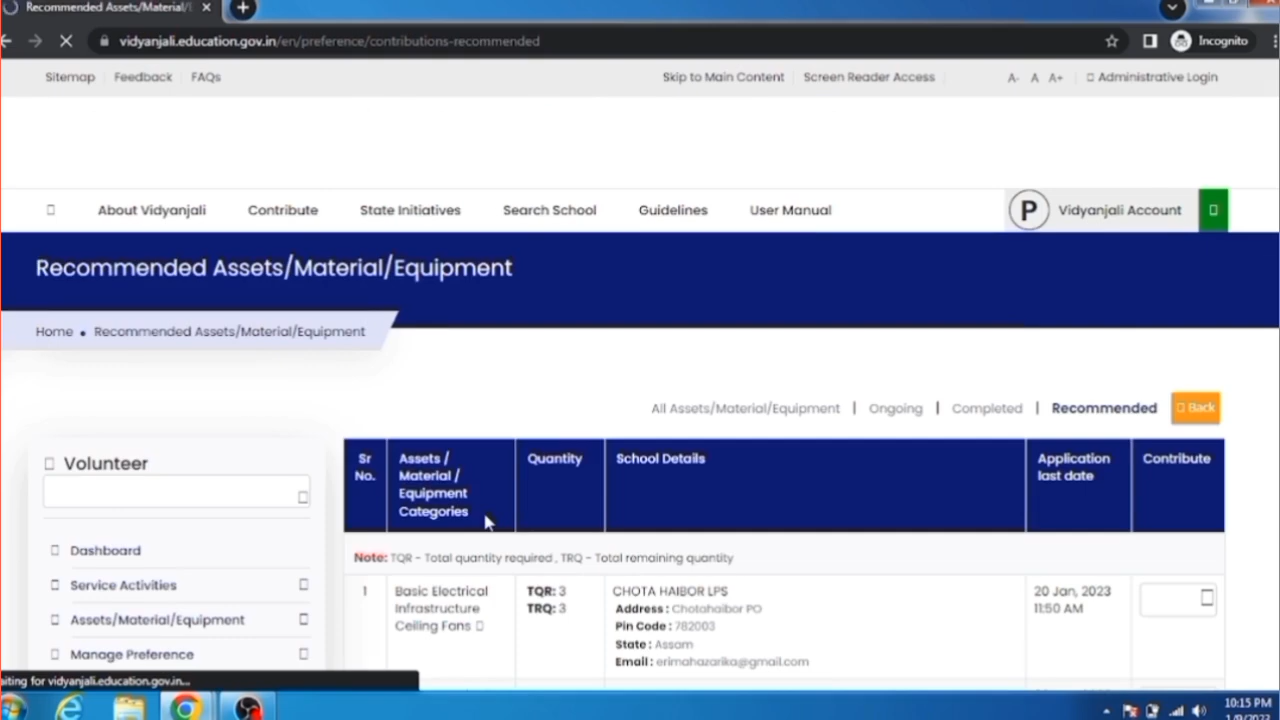 Recommended Assets/Material/
vidyanjali.education.gov.in/en/preference/contributions-recommended
Incognito
Sitemap Feedback FAQs Skip to Main Content Screen Reader Access A- A A+ Administrative Login
About Vidyanjali Contribute State Initiatives Search School Guidelines User Manual P Vidyanjali Account
Recommended Assets/Material/Equipment
Home • Recommended Assets/Material/Equipment
All Assets/Material/Equipment | Ongoing | Completed | Recommended Back
Volunteer
Dashboard
Service Activities
Assets/Material/Equipment
Manage Preference
Sr No.
Assets / Material / Equipment Categories
Quantity
School Details
Application last date
Contribute
Note: TQR - Total quantity required , TRQ - Total remaining quantity
1
Basic Electrical
Infrastructure
Ceiling Fans
TQR: 3
TRQ: 3
CHOTA HAIBOR LPS
Address : Chotahaibor PO
Pin Code : 782003
State : Assam
Email : erimahazarika@gmail.com
20 Jan, 2023
11:50 AM
aiting for vidyanjali.education.gov.in...
10:15 PM